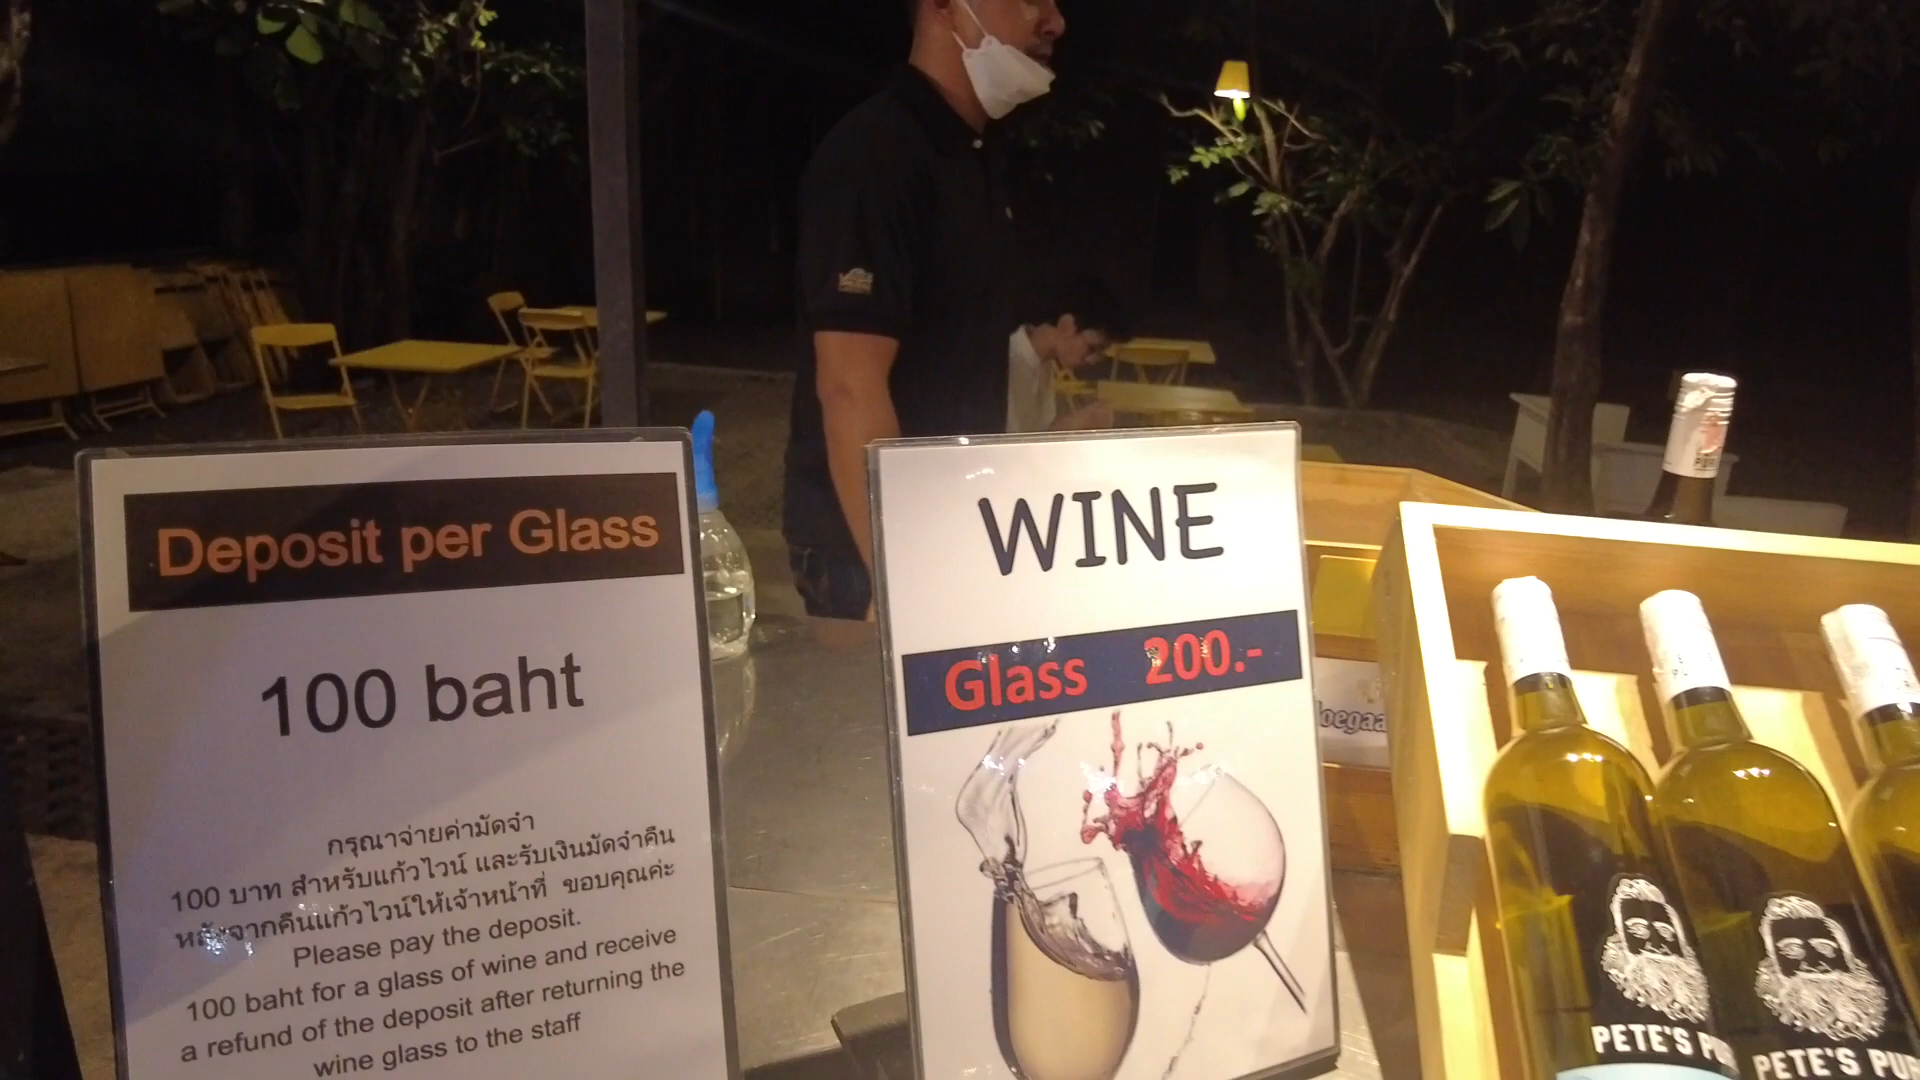 Deposit per Glass
100 baht
กรุณาจ่ายค่ามัดจำ
100 บาท สำหรับแก้วไวน์ และรับเงินมัดจำคืน
หลังจากคืนแก้วไวน์ให้เจ้าหน้าที่ ขอบคุณค่ะ
Please pay the deposit.
100 baht for a glass of wine and receive
a refund of the deposit after returning the
wine glass to the staff
WINE
Glass 200.-
PETE'S
PETE'S PUR